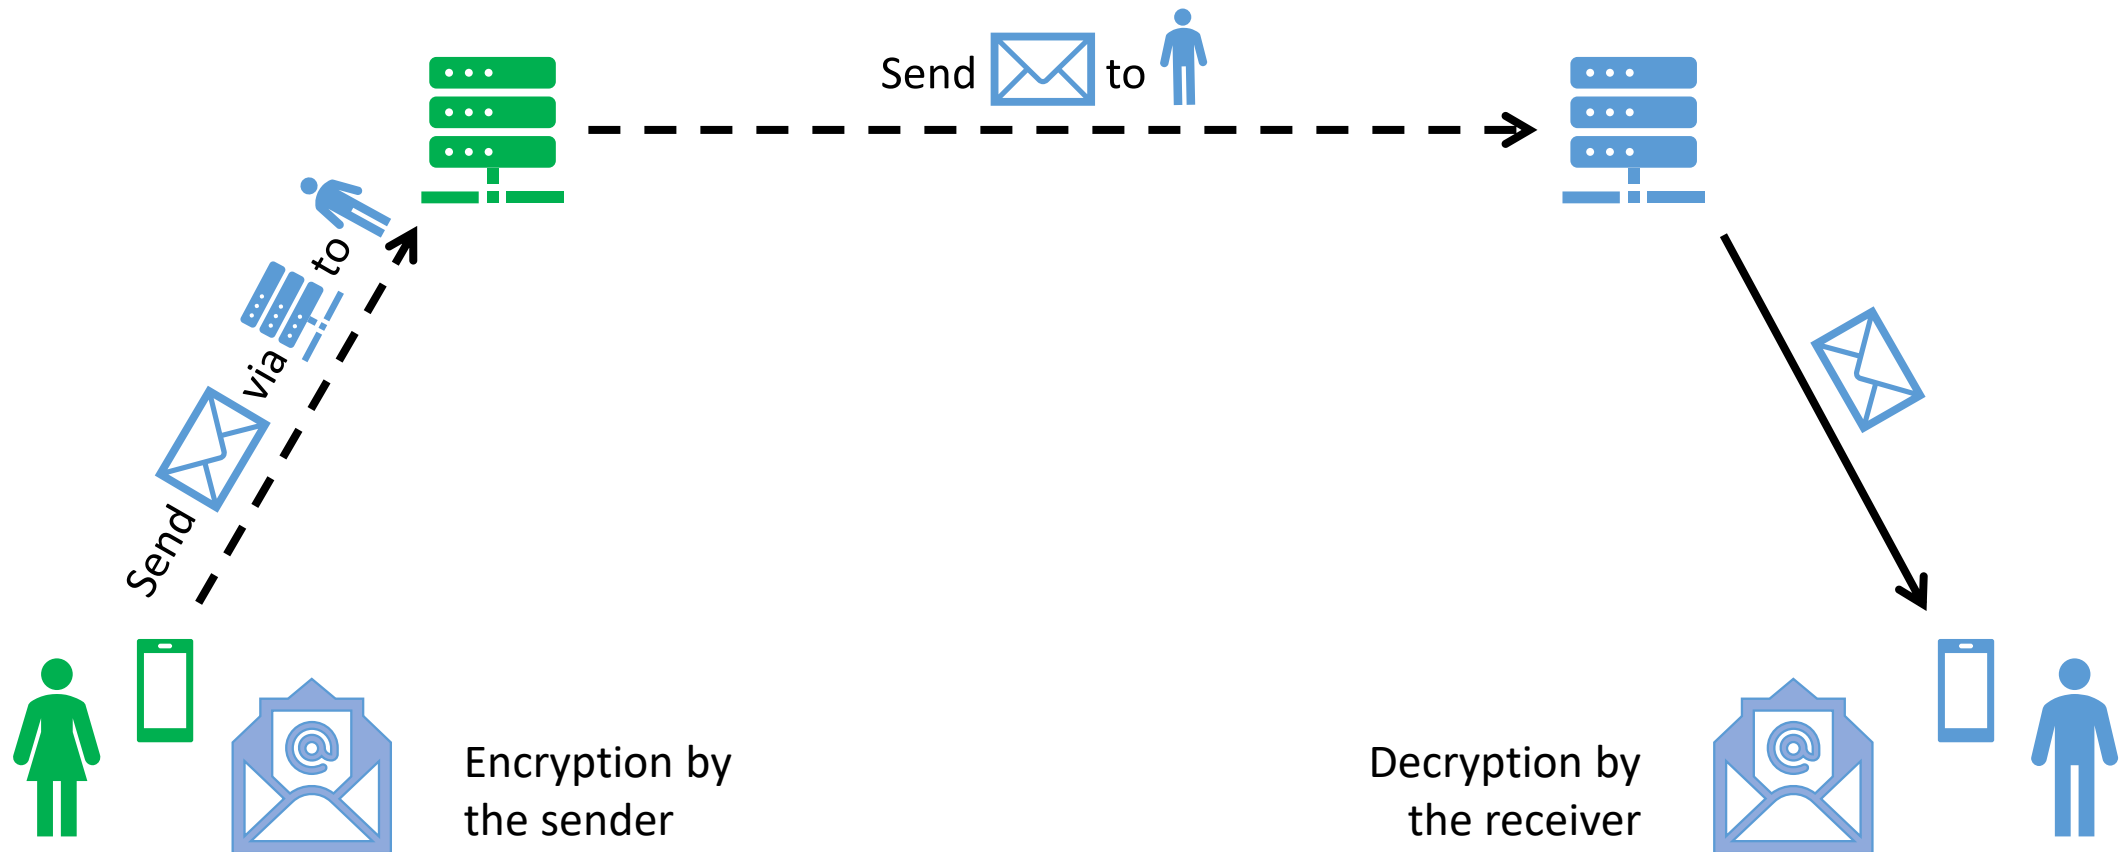 Send to
Send via to
Encryption by
the sender
Decryption by
the receiver